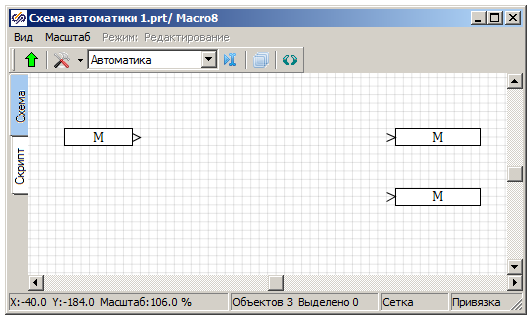 Схема автоматики 1.prt/ Macro8
Вид Масштаб Режим: Редактирование
Автоматика
Схема
Скрипт
M M
M
X:-40.0 Y:-184.0 Масштаб:106.0 % Объектов 3 Выделено 0 Сетка Привязка